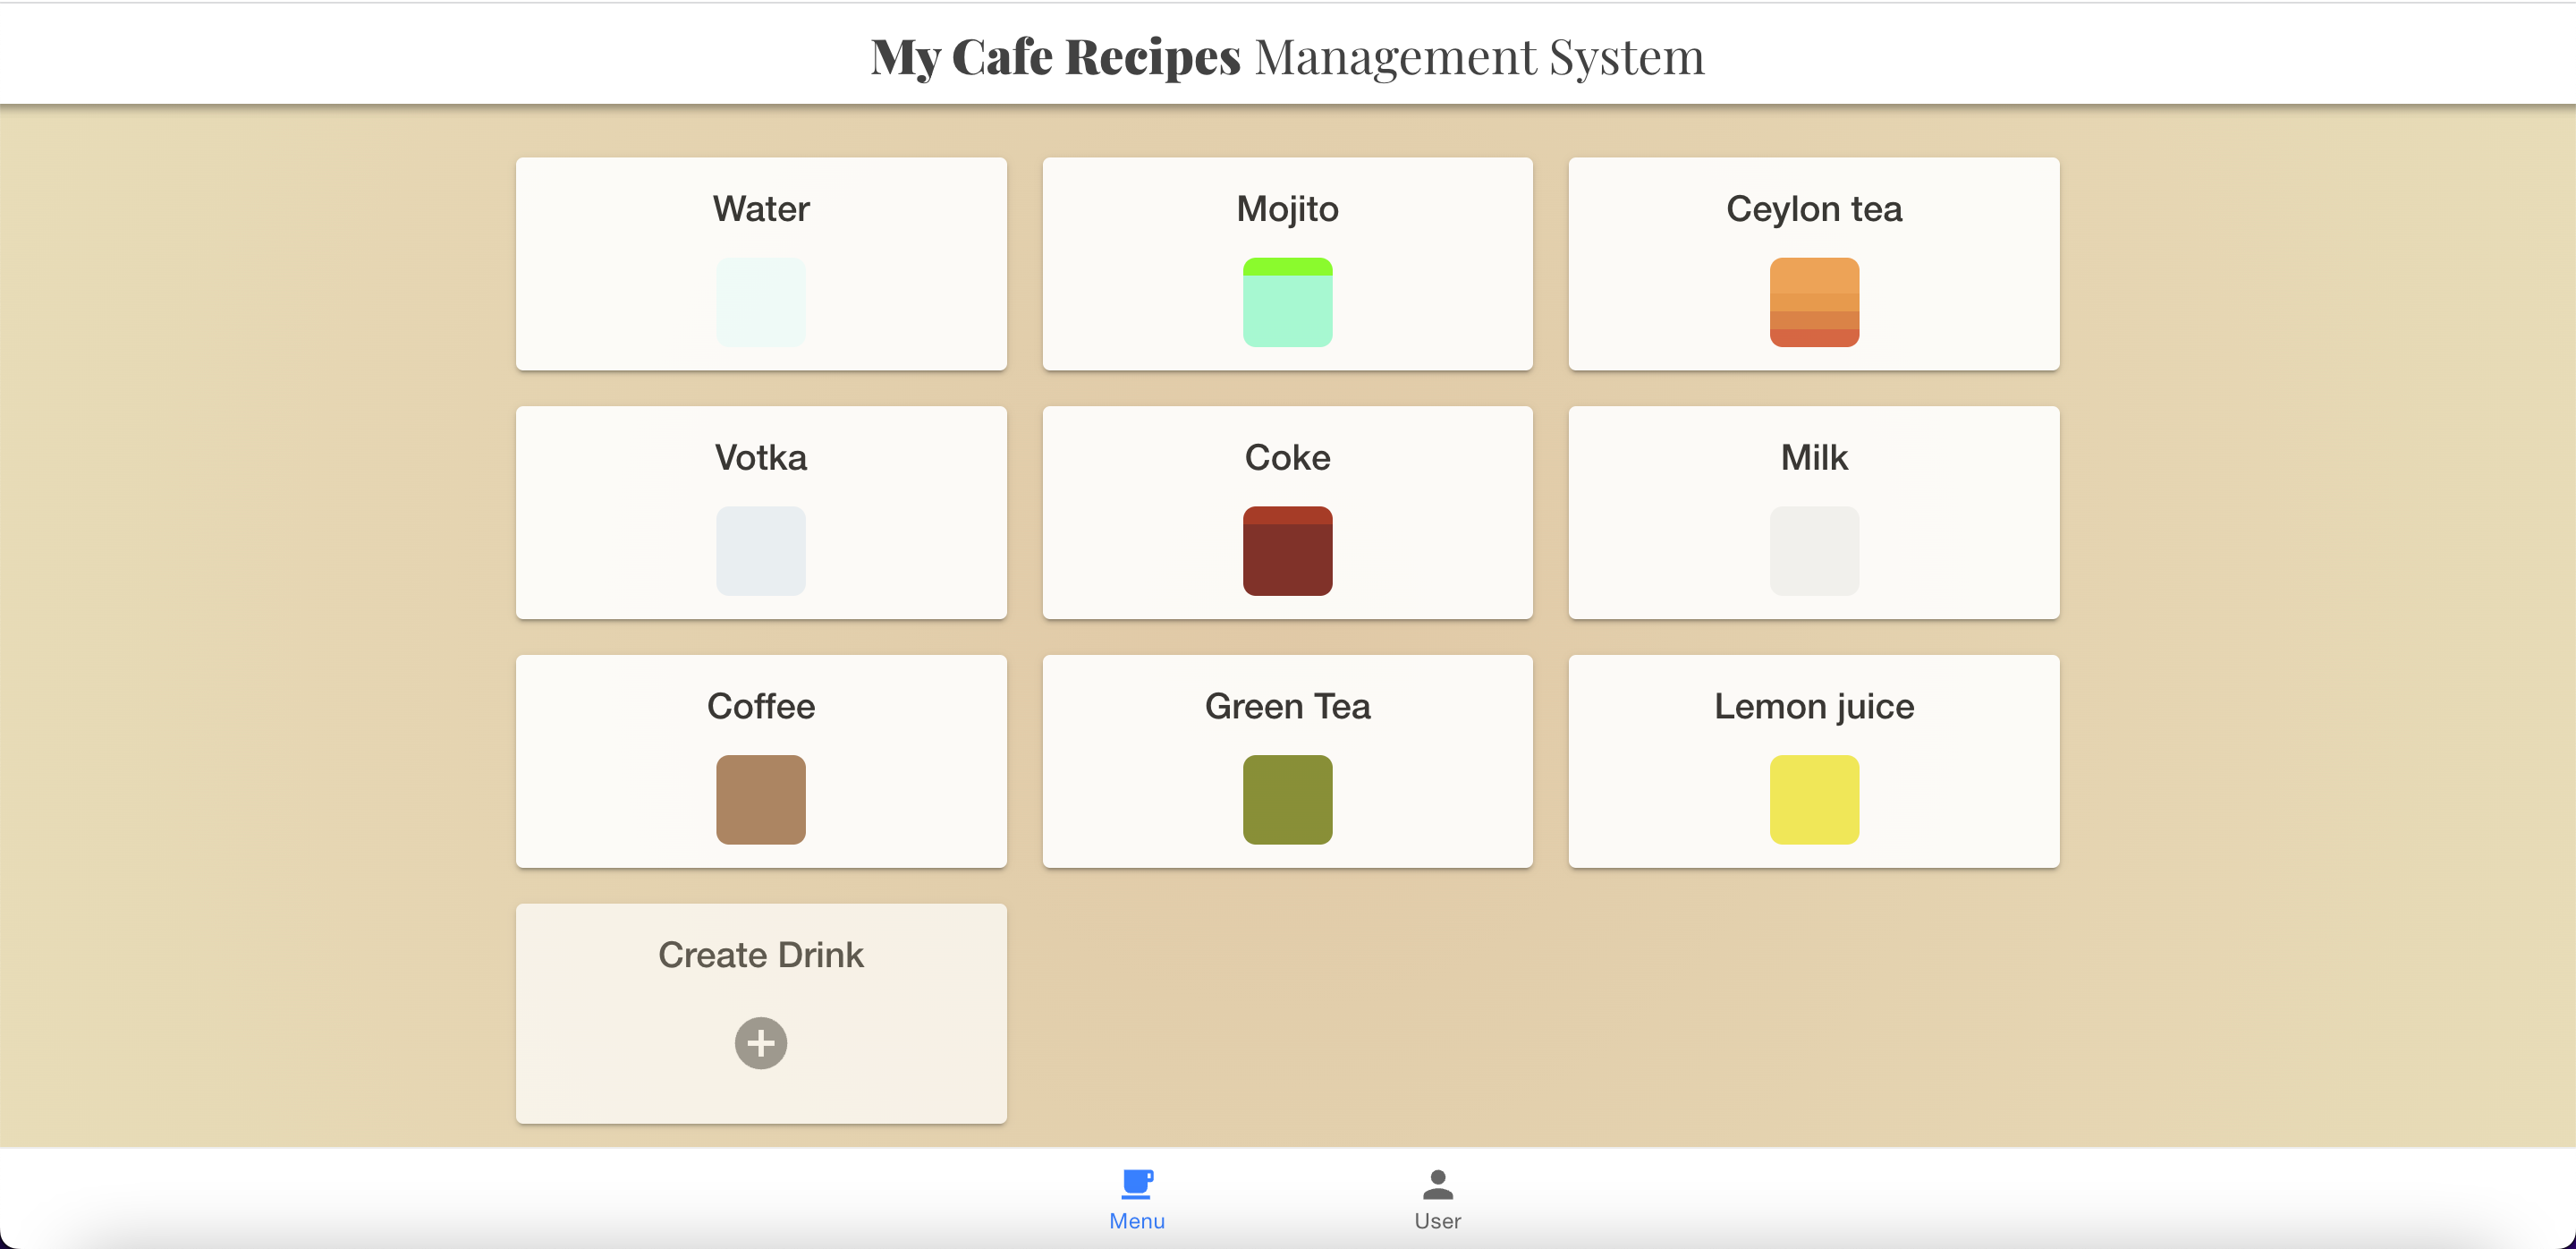 My Cafe Recipes Management System
Water
Mojito
Ceylon tea
Votka
Coke
Milk
Coffee
Green Tea
Lemon juice
Create Drink
Menu
User